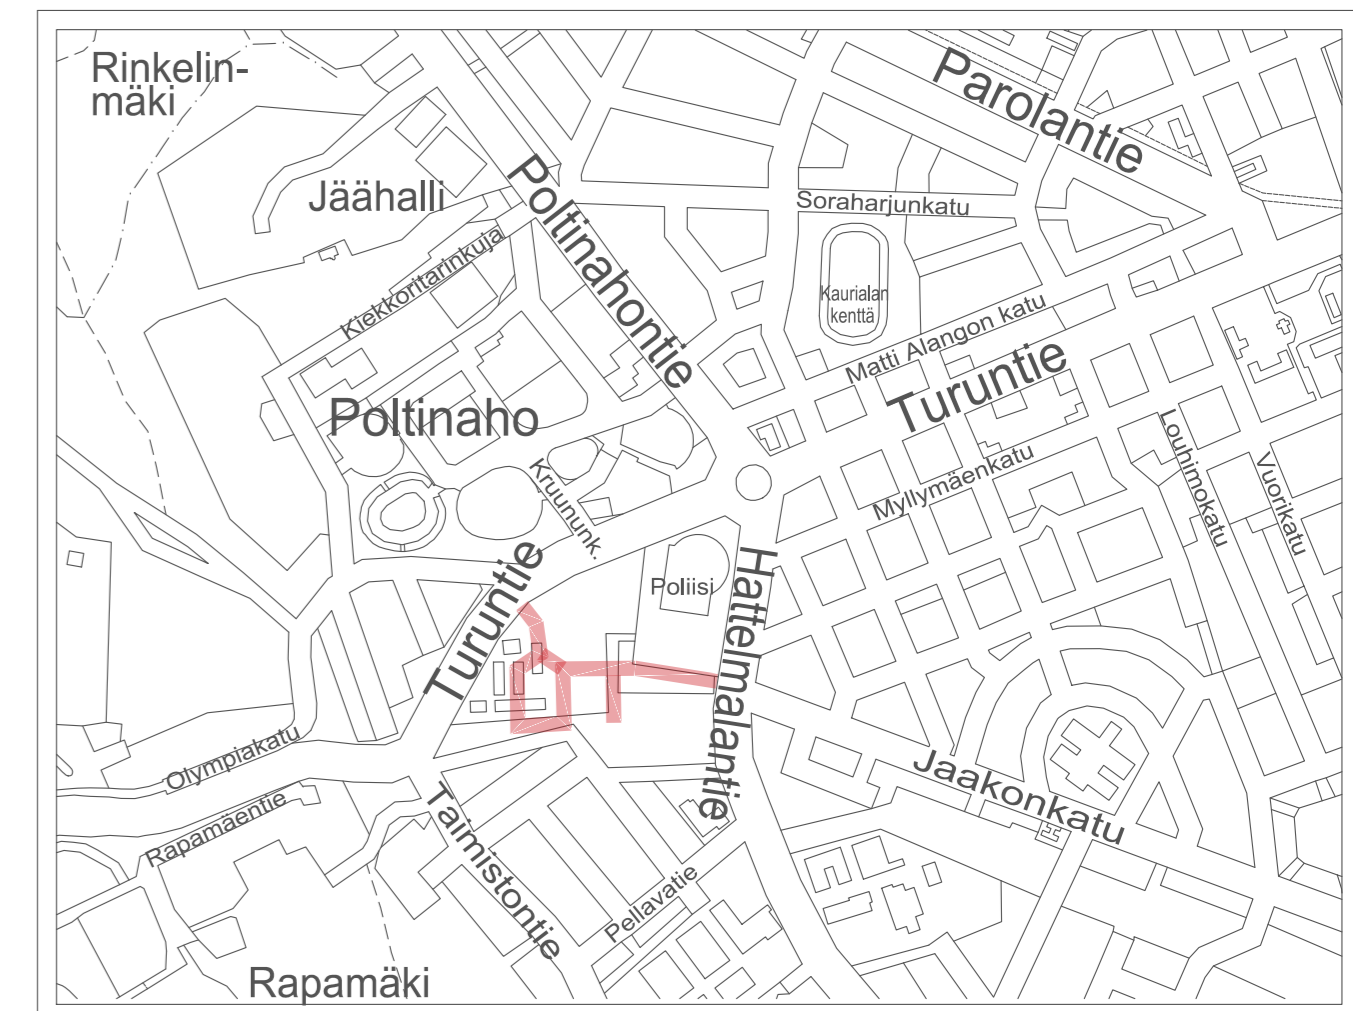 Rinkelin-
mäki
Parolantie
Jäähalli
Poltinahontie
Soraharjunkatu
Kiekkoritarinkuja
Kaurialan
kenttä
Matti Alangon katu
Turuntie
Poltinaho
Kruununk.
Myllymäenkatu
Louhimokatu
Vuorikatu
Turuntie
Poliisi
Hattelmalantie
Olympiakatu
Rapamäentie
Taimistontie
Jaakonkatu
Pellavatie
Rapamäki